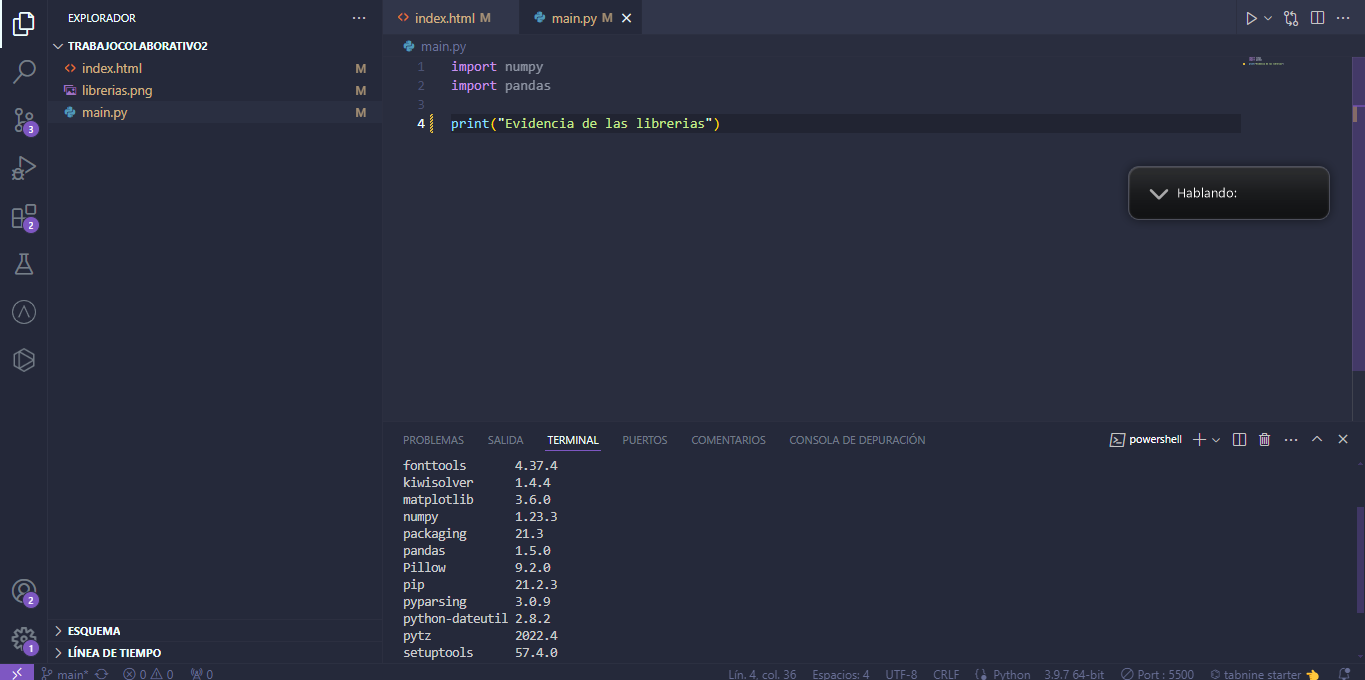 EXPLORADOR
TRABAJOCOLABORATIVO2
index.html M
librerias.png M
main.py M
3
2
2
1
ESQUEMA
LÍNEA DE TIEMPO
index.html M
main.py M
main.py
1 import numpy
2 import pandas
3
4 print("Evidencia de las librerias")
Hablando:
PROBLEMAS SALIDA TERMINAL PUERTOS COMENTARIOS CONSOLA DE DEPURACIÓN
powershell
fonttools 4.37.4
kiwisolver 1.4.4
matplotlib 3.6.0
numpy 1.23.3
packaging 21.3
pandas 1.5.0
Pillow 9.2.0
pip 21.2.3
pyparsing 3.0.9
python-dateutil 2.8.2
pytz 2022.4
setuptools 57.4.0
main* 0 0 0 Lín. 4, col. 36 Espacios: 4 UTF-8 CRLF Python 3.9.7 64-bit Port : 5500 tabnine starter